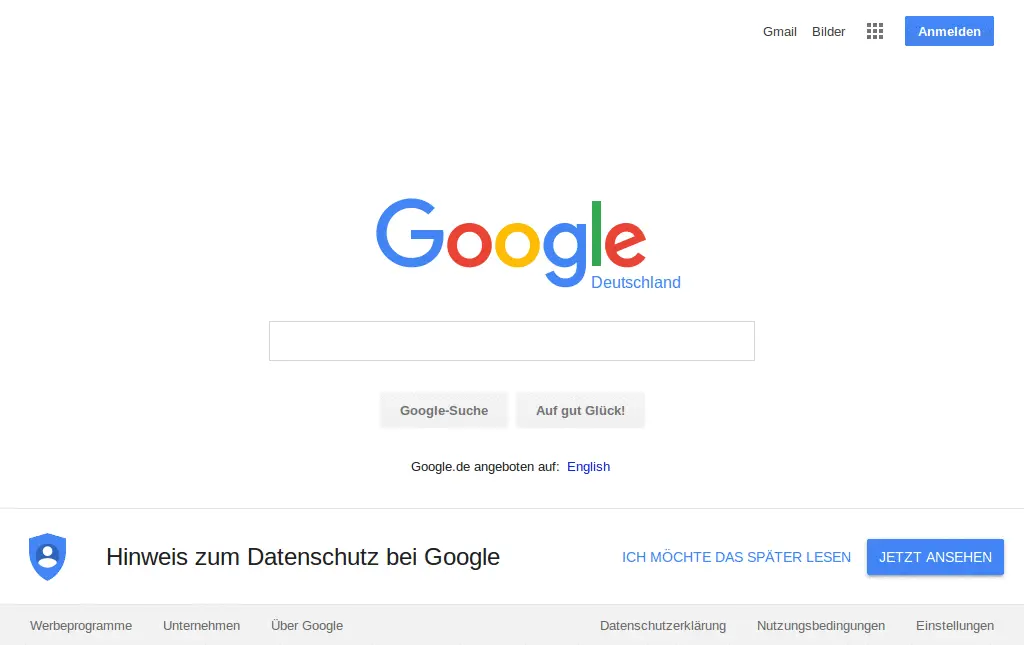 Gmail Bilder Anmelden
Google
Deutschland
Google-Suche Auf gut Glück!
Google.de angeboten auf: English
Hinweis zum Datenschutz bei Google ICH MÖCHTE DAS SPÄTER LESEN JETZT ANSEHEN
Werbeprogramme Unternehmen Über Google Datenschutzerklärung Nutzungsbedingungen Einstellungen